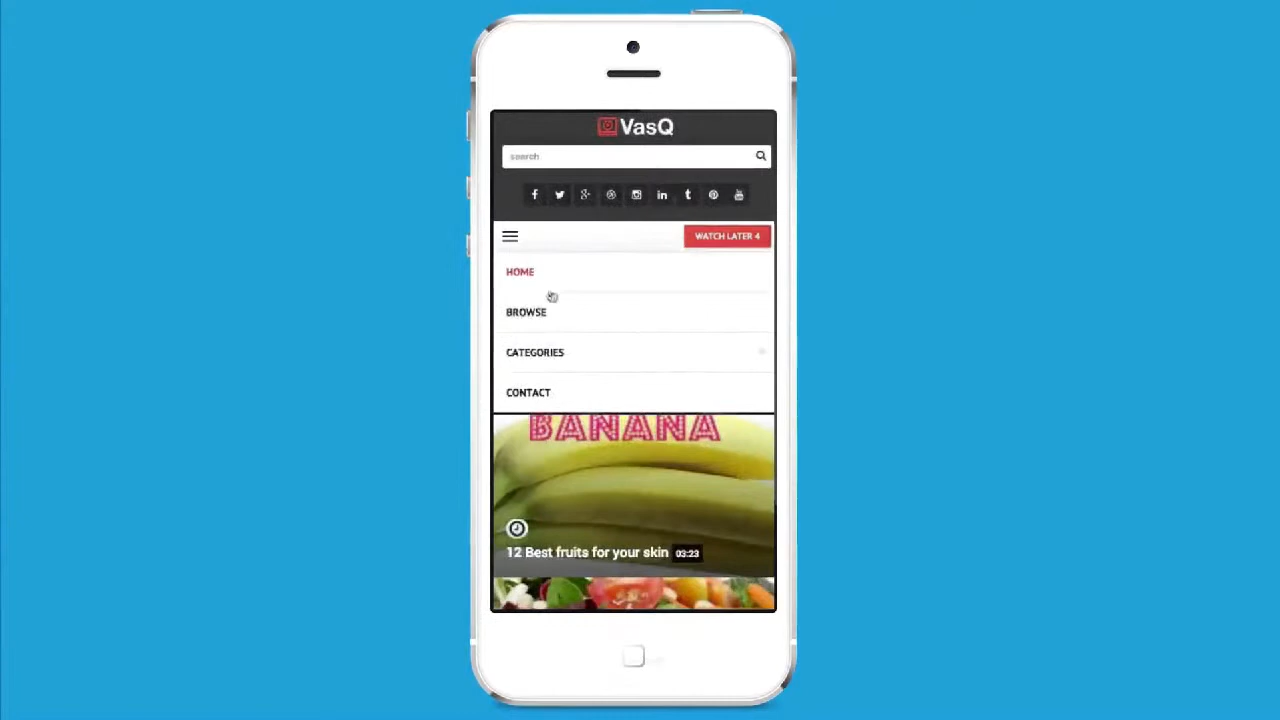 VasQ
search
WATCH LATER 4
HOME
BROWSE
CATEGORIES
CONTACT
BANANA
12 Best fruits for your skin 03:23